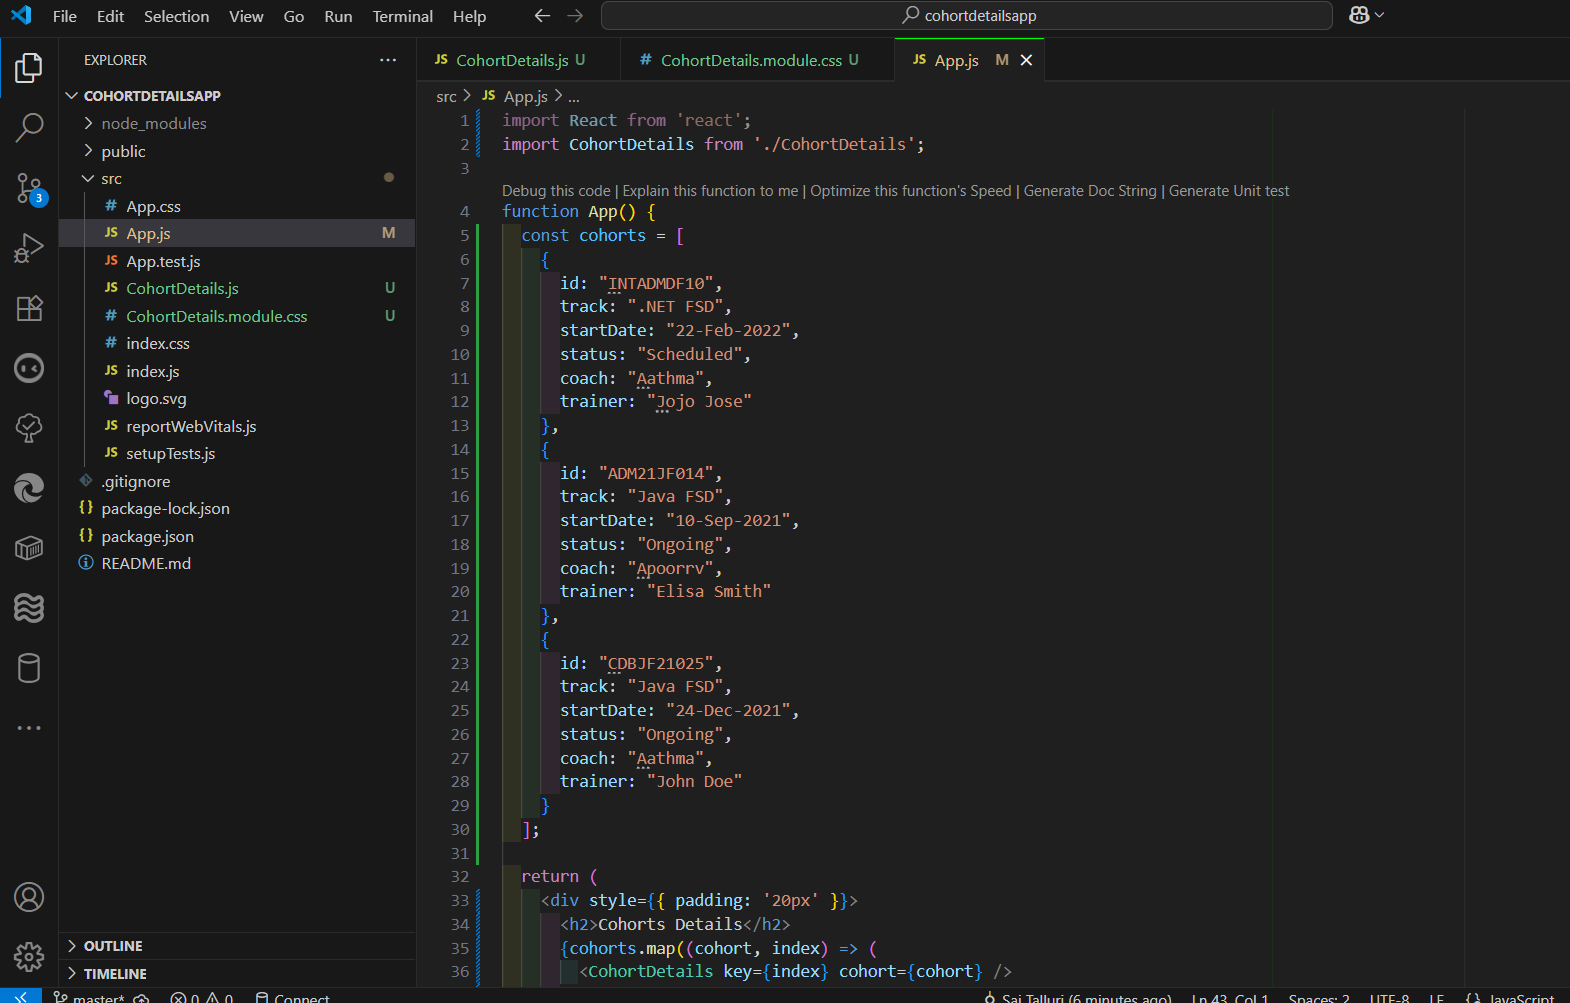 File Edit Selection View Go Run Terminal Help
cohortdetailsapp
EXPLORER
COHORTDETAILSAPP
node_modules
public
src
# App.css
JS App.js M
JS App.test.js
JS CohortDetails.js U
# CohortDetails.module.css U
# index.css
JS index.js
logo.svg
JS reportWebVitals.js
JS setupTests.js
.gitignore
{} package-lock.json
{} package.json
README.md
3
OUTLINE
TIMELINE
JS CohortDetails.js U
# CohortDetails.module.css U
JS App.js M
src > JS App.js > ...
1 import React from 'react';
2 import CohortDetails from './CohortDetails';
3
Debug this code | Explain this function to me | Optimize this function's Speed | Generate Doc String | Generate Unit test
4 function App() {
5 const cohorts = [
6 {
7 id: "INTADMDF10",
8 track: ".NET FSD",
9 startDate: "22-Feb-2022",
10 status: "Scheduled",
11 coach: "Aathma",
12 trainer: "Jojo Jose"
13 },
14 {
15 id: "ADM21JF014",
16 track: "Java FSD",
17 startDate: "10-Sep-2021",
18 status: "Ongoing",
19 coach: "Apoorrv",
20 trainer: "Elisa Smith"
21 },
22 {
23 id: "CDBJF21025",
24 track: "Java FSD",
25 startDate: "24-Dec-2021",
26 status: "Ongoing",
27 coach: "Aathma",
28 trainer: "John Doe"
29 }
30 ];
31
32 return (
33 <div style={{ padding: '20px' }}>
34 <h2>Cohorts Details</h2>
35 {cohorts.map((cohort, index) => (
36 <CohortDetails key={index} cohort={cohort} />
master* 0 0 Connect
Sai Talluri (6 minutes ago) Ln 43, Col 1 Spaces: 2 UTF-8 LF {} JavaScript